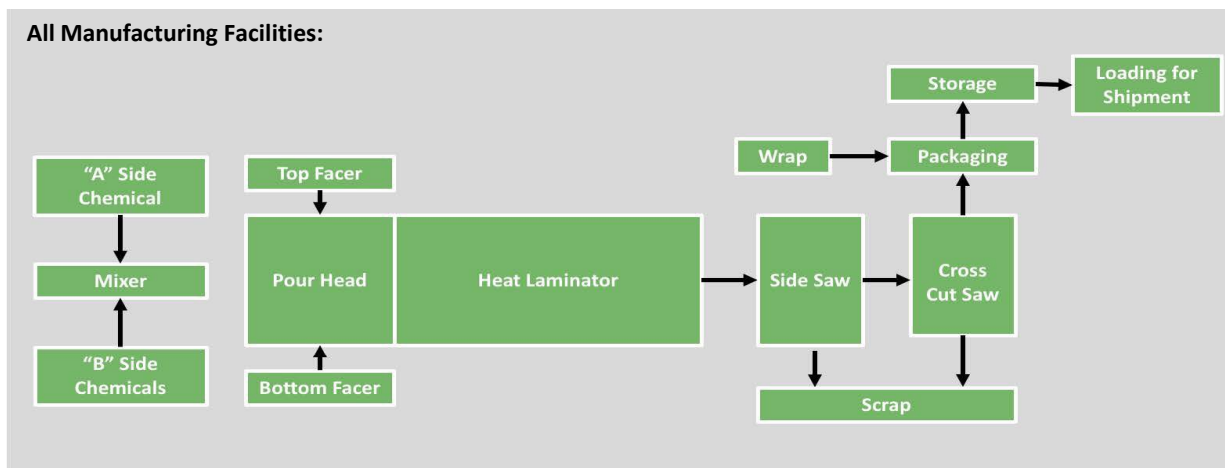 All Manufacturing Facilities:
Storage
Loading for
Shipment
Wrap
Packaging
“A” Side
Chemical
Top Facer
Mixer
Pour Head
Heat Laminator
Side Saw
Cross
Cut Saw
“B” Side
Chemicals
Bottom Facer
Scrap